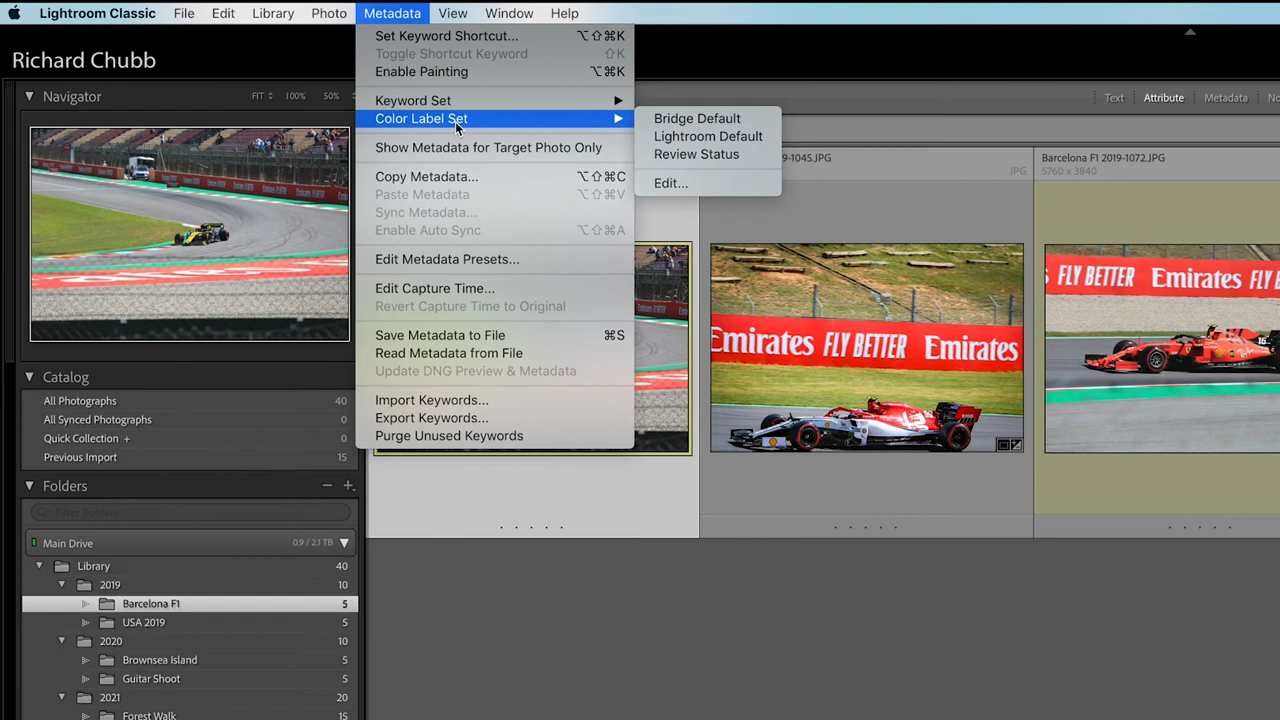 Lightroom Classic File Edit Library Photo Metadata View Window Help
Richard Chubb
Navigator FIT 100% 50%
Set Keyword Shortcut... ⌥⇧⌘K
Toggle Shortcut Keyword ⇧K
Enable Painting ⌥⌘K
Keyword Set
Color Label Set
Show Metadata for Target Photo Only
Copy Metadata... ⌥⇧⌘C
Paste Metadata ⌥⇧⌘V
Sync Metadata...
Enable Auto Sync ⌥⇧⌘A
Edit Metadata Presets...
Edit Capture Time...
Revert Capture Time to Original
Save Metadata to File ⌘S
Read Metadata from File
Update DNG Preview & Metadata
Import Keywords...
Export Keywords...
Purge Unused Keywords
Bridge Default
Lightroom Default
Review Status
Edit...
Text Attribute Metadata
-1045.JPG
JPG
Barcelona F1 2019-1072.JPG
5760 x 3840
Emirates FLY BETTER Emirates
FLY BETTER Emirates FLY
16
Catalog
All Photographs 40
All Synced Photographs 0
Quick Collection + 0
Previous Import 15
Folders
Filter Folders
Main Drive 0.9 / 2.1 TB
Library 40
2019 10
Barcelona F1 5
USA 2019 5
2020 10
Brownsea Island 5
Guitar Shoot 5
2021 20
Forest Walk 15